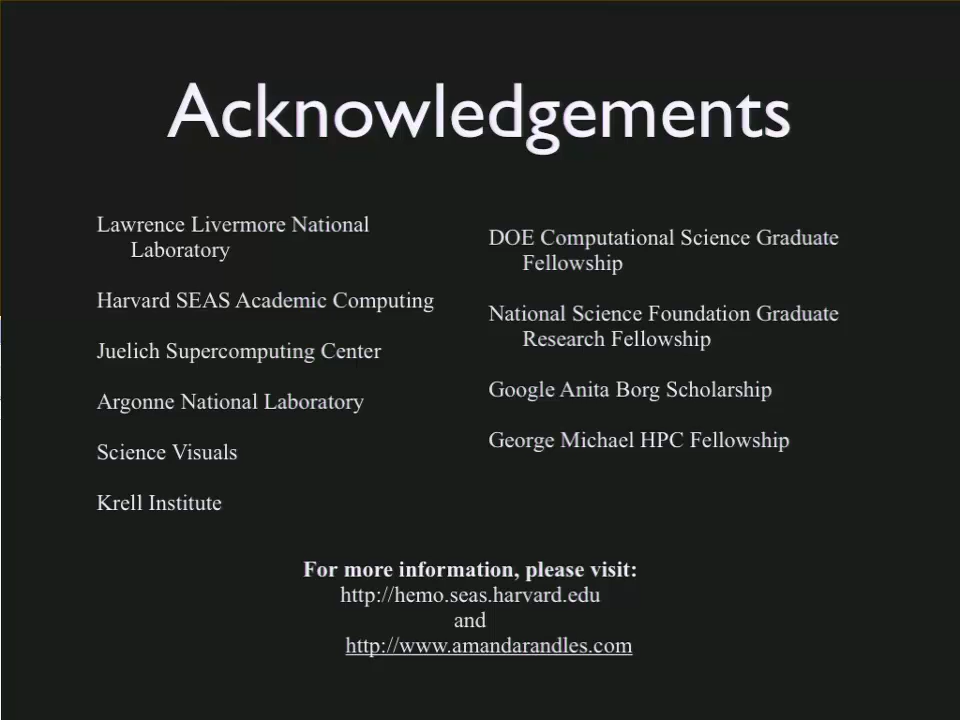 Acknowledgements
Lawrence Livermore National
Laboratory
Harvard SEAS Academic Computing
Juelich Supercomputing Center
Argonne National Laboratory
Science Visuals
Krell Institute
DOE Computational Science Graduate
Fellowship
National Science Foundation Graduate
Research Fellowship
Google Anita Borg Scholarship
George Michael HPC Fellowship
For more information, please visit:
http://hemo.seas.harvard.edu
and
http://www.amandarandles.com